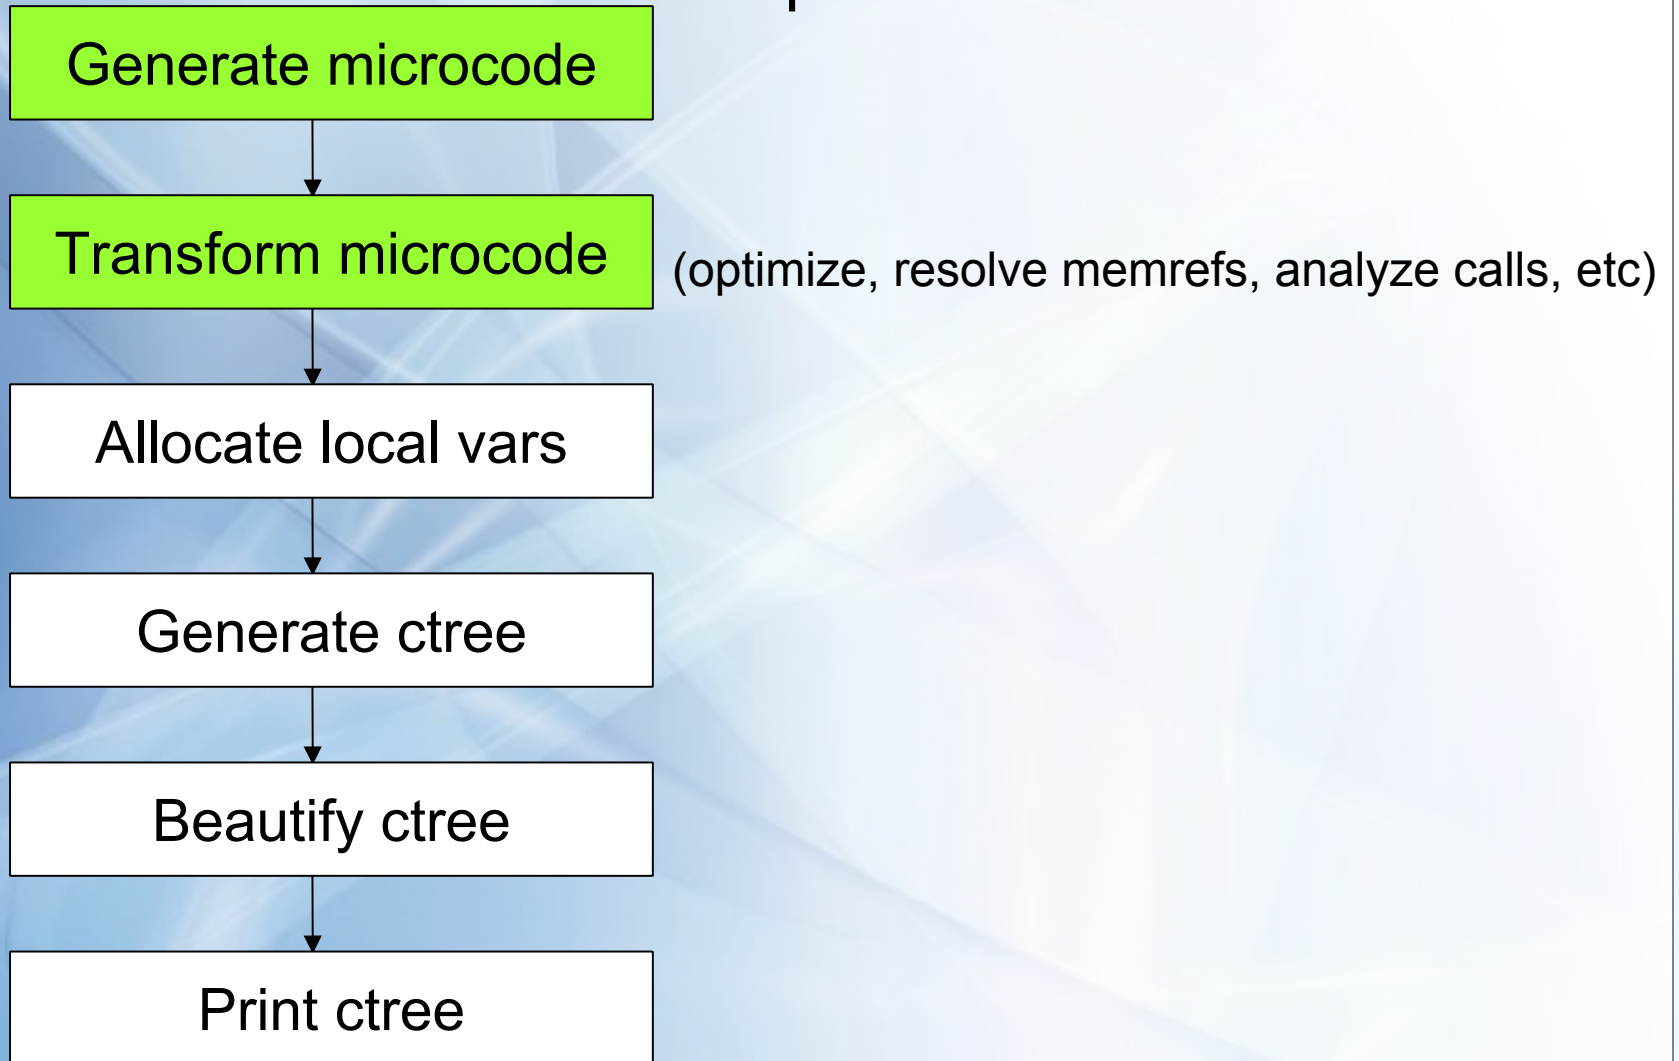 Generate microcode
Transform microcode
(optimize, resolve memrefs, analyze calls, etc)
Allocate local vars
Generate ctree
Beautify ctree
Print ctree